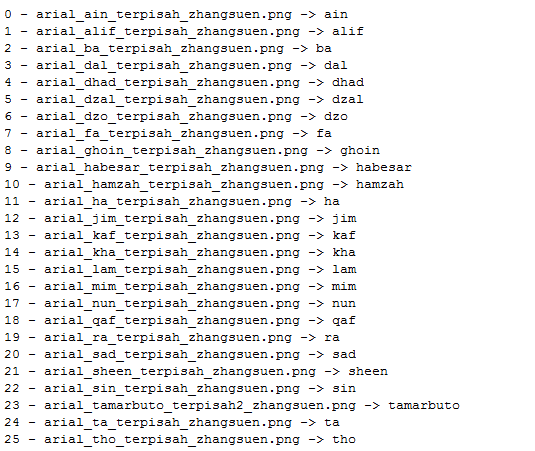 0 - arial_ain_terpisah_zhangsuen.png -> ain
1 - arial_alif_terpisah_zhangsuen.png -> alif
2 - arial_ba_terpisah_zhangsuen.png -> ba
3 - arial_dal_terpisah_zhangsuen.png -> dal
4 - arial_dhad_terpisah_zhangsuen.png -> dhad
5 - arial_dzal_terpisah_zhangsuen.png -> dzal
6 - arial_dzo_terpisah_zhangsuen.png -> dzo
7 - arial_fa_terpisah_zhangsuen.png -> fa
8 - arial_ghoin_terpisah_zhangsuen.png -> ghoin
9 - arial_habesar_terpisah_zhangsuen.png -> habesar
10 - arial_hamzah_terpisah_zhangsuen.png -> hamzah
11 - arial_ha_terpisah_zhangsuen.png -> ha
12 - arial_jim_terpisah_zhangsuen.png -> jim
13 - arial_kaf_terpisah_zhangsuen.png -> kaf
14 - arial_kha_terpisah_zhangsuen.png -> kha
15 - arial_lam_terpisah_zhangsuen.png -> lam
16 - arial_mim_terpisah_zhangsuen.png -> mim
17 - arial_nun_terpisah_zhangsuen.png -> nun
18 - arial_qaf_terpisah_zhangsuen.png -> qaf
19 - arial_ra_terpisah_zhangsuen.png -> ra
20 - arial_sad_terpisah_zhangsuen.png -> sad
21 - arial_sheen_terpisah_zhangsuen.png -> sheen
22 - arial_sin_terpisah_zhangsuen.png -> sin
23 - arial_tamarbuto_terpisah2_zhangsuen.png -> tamarbuto
24 - arial_ta_terpisah_zhangsuen.png -> ta
25 - arial_tho_terpisah_zhangsuen.png -> tho